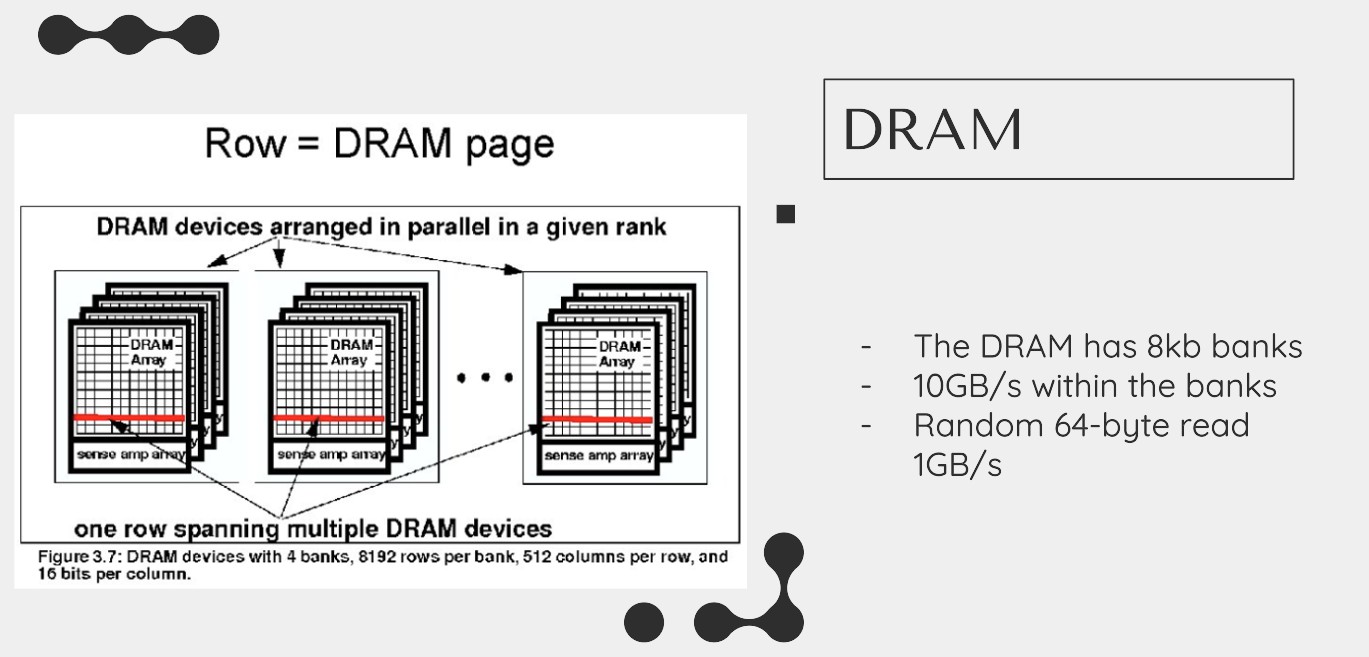 Row = DRAM page
DRAM devices arranged in parallel in a given rank
DRAM
Array
DRAM
Array
DRAM
Array
sense amp array
sense amp array
sense amp array
one row spanning multiple DRAM devices
Figure 3.7: DRAM devices with 4 banks, 8192 rows per bank, 512 columns per row, and
16 bits per column.
DRAM
- The DRAM has 8kb banks
- 10GB/s within the banks
- Random 64-byte read
1GB/s